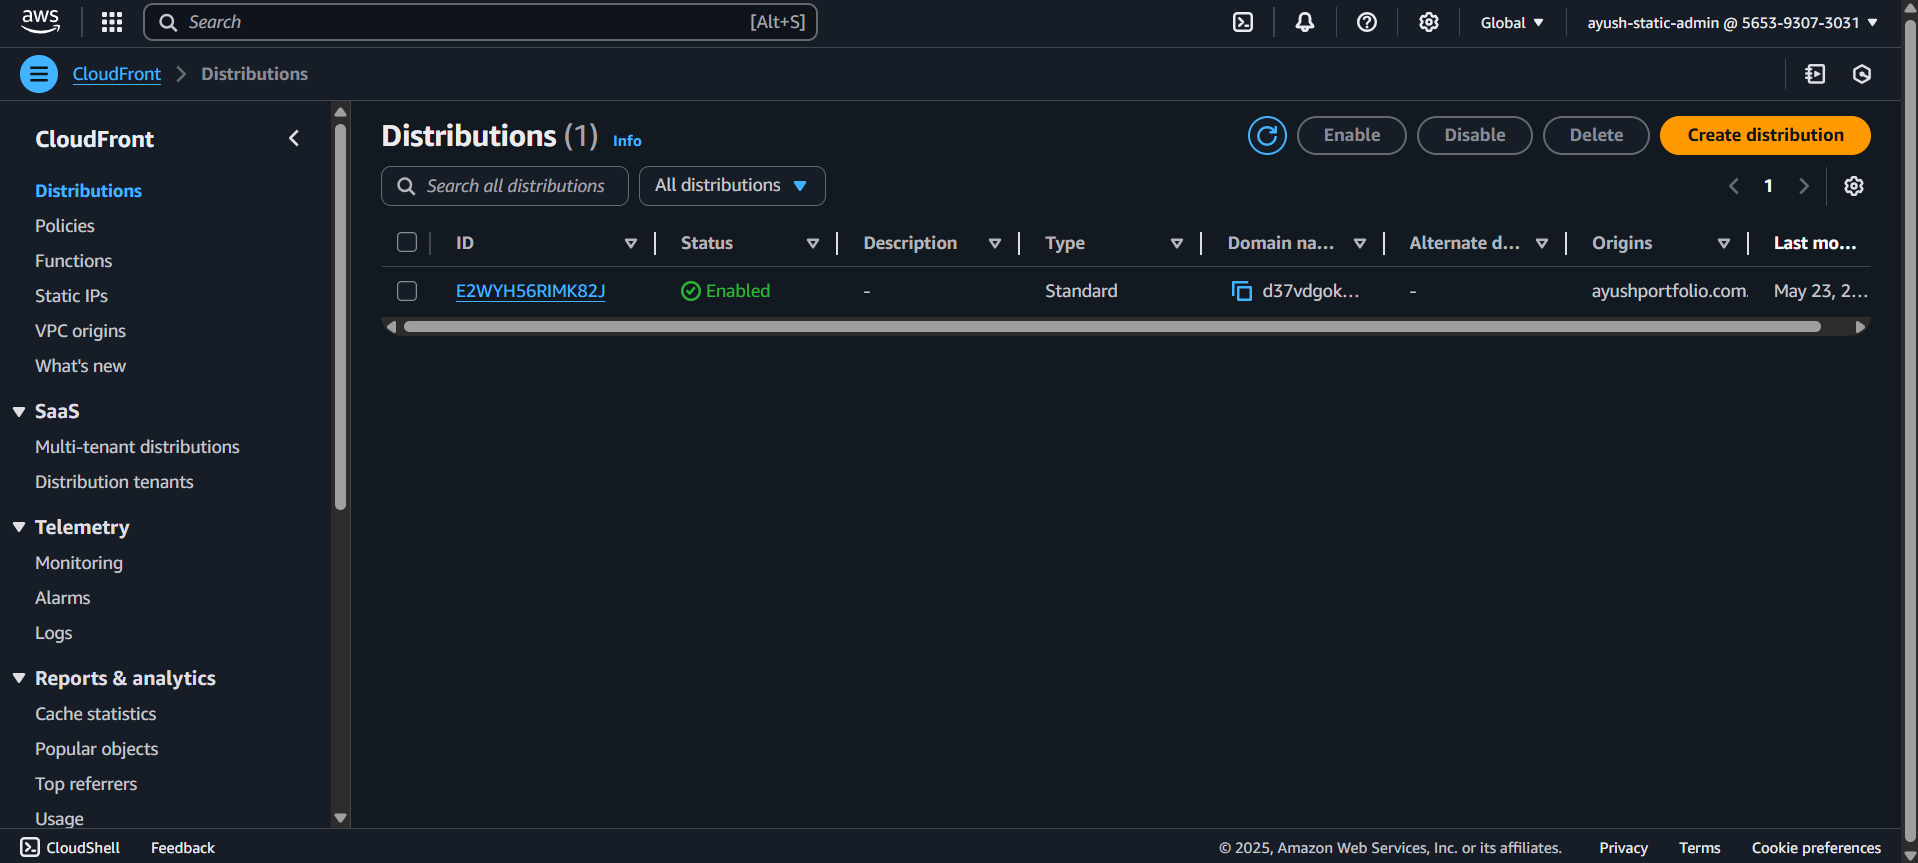 aws
Search [Alt+S]
Global
ayush-static-admin @ 5653-9307-3031
CloudFront > Distributions
CloudFront
Distributions
Policies
Functions
Static IPs
VPC origins
What's new
SaaS
Multi-tenant distributions
Distribution tenants
Telemetry
Monitoring
Alarms
Logs
Reports & analytics
Cache statistics
Popular objects
Top referrers
Usage
Distributions (1) Info
Enable
Disable
Delete
Create distribution
Search all distributions
All distributions
1
ID Status Description Type Domain na... Alternate d... Origins Last mo...
E2WYH56RIMK82J Enabled - Standard d37vdgok... - ayushportfolio.com. May 23, 2...
CloudShell Feedback © 2025, Amazon Web Services, Inc. or its affiliates. Privacy Terms Cookie preferences